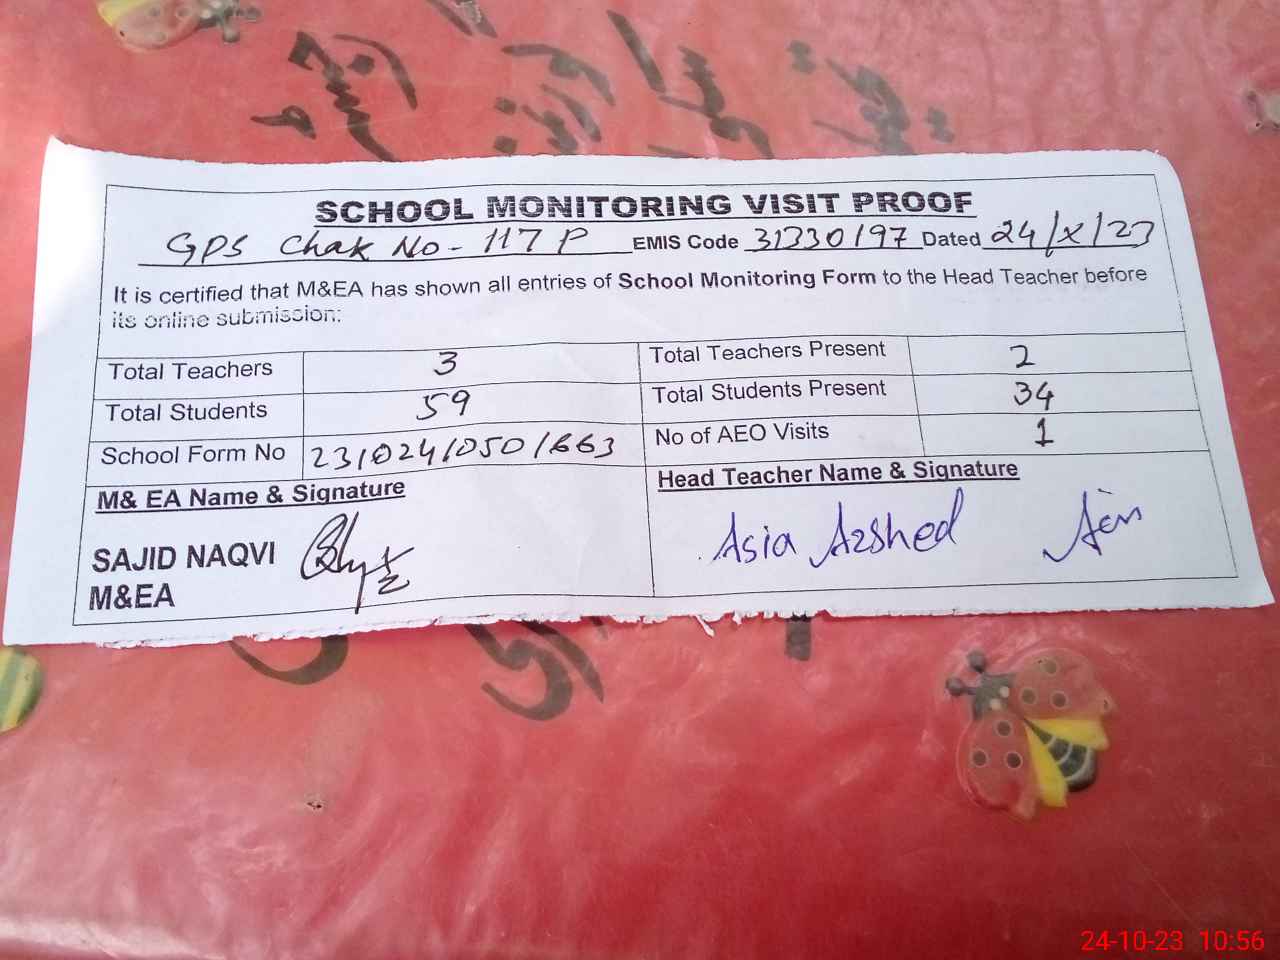 SCHOOL MONITORING VISIT PROOF
GPS Chak No - 117 P EMIS Code 31330197 Dated 24/X/23
It is certified that M&EA has shown all entries of School Monitoring Form to the Head Teacher before
its online submission:
Total Teachers 3 Total Teachers Present 2
Total Students 59 Total Students Present 34
School Form No 23102410501663 No of AEO Visits 1
M& EA Name & Signature Head Teacher Name & Signature
SAJID NAQVI Asia Azshed
M&EA
24-10-23 10:56